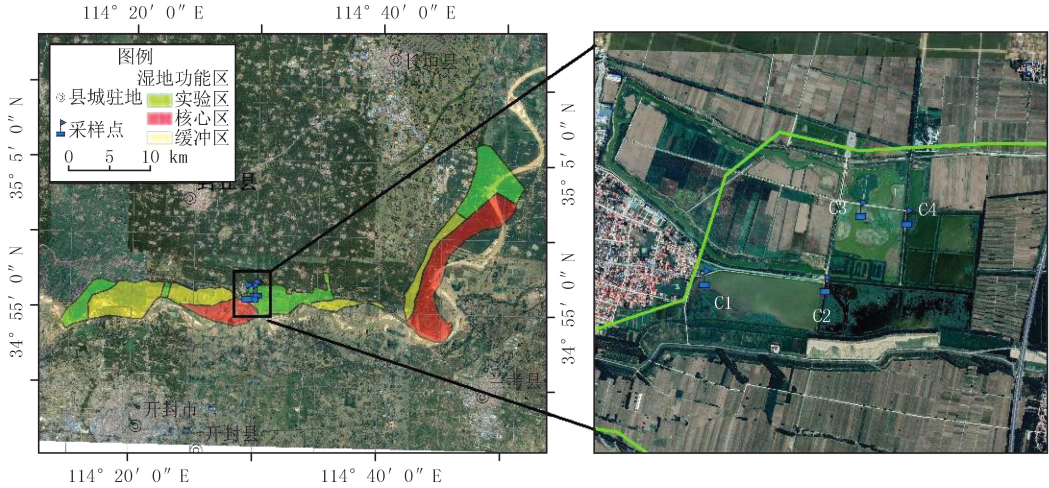 114° 20′ 0″ E
114° 40′ 0″ E
图例
湿地功能区
县城驻地
实验区
采样点
核心区
缓冲区
0 5 10 km
长垣县
封丘县
35° 5′ 0″ N
34° 55′ 0″ N
35° 5′ 0″ N
34° 55′ 0″ N
C3
C4
C1
C2
开封市
开封县
114° 20′ 0″ E
114° 40′ 0″ E